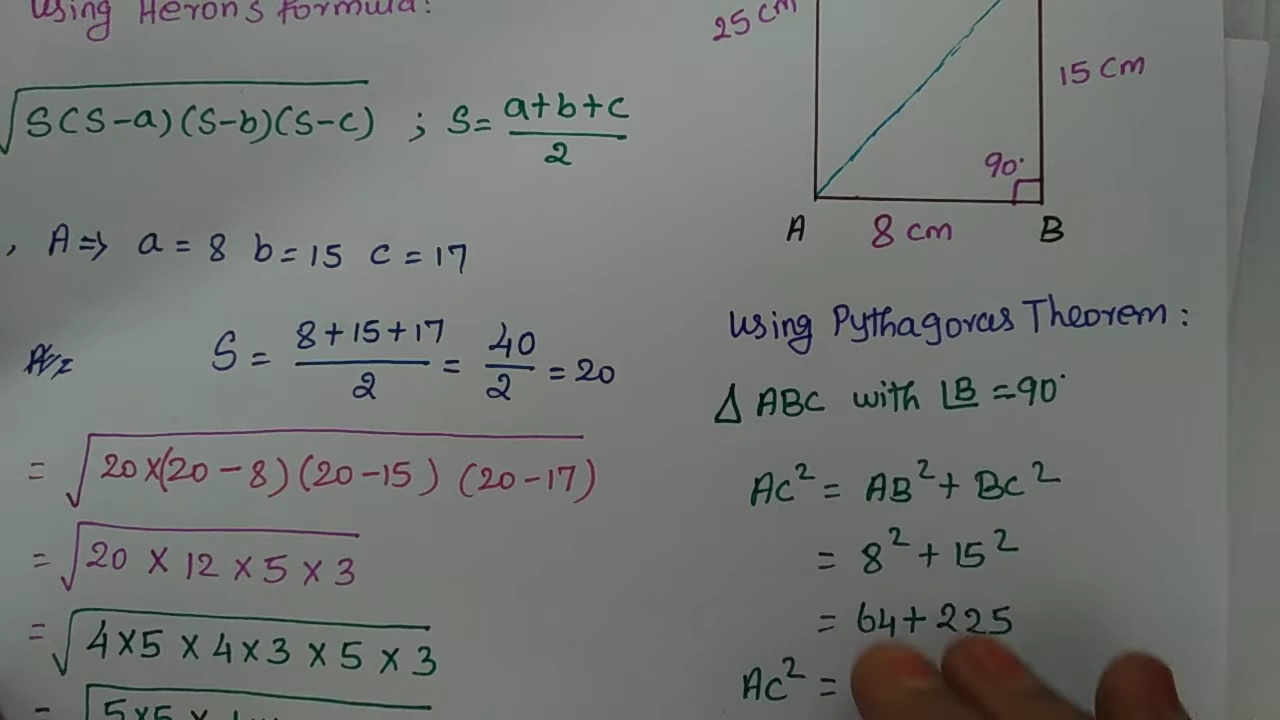 Using Heron's formula:
√S(S-a)(S-b)(S-c) ; S= a+b+c/2
, A⇒ a = 8 b = 15 c = 17
S = 8+15+17/2 = 40/2 = 20
= √20×(20-8)(20-15) (20-17)
= √20 × 12 × 5 × 3
= √4×5 × 4×3 × 5×3
25 cm
15 cm
90°
A 8 cm B
Using Pythagoras Theorem:
△ ABC with ∠B = 90°
AC² = AB² + BC²
= 8² + 15²
= 64+225
AC² =